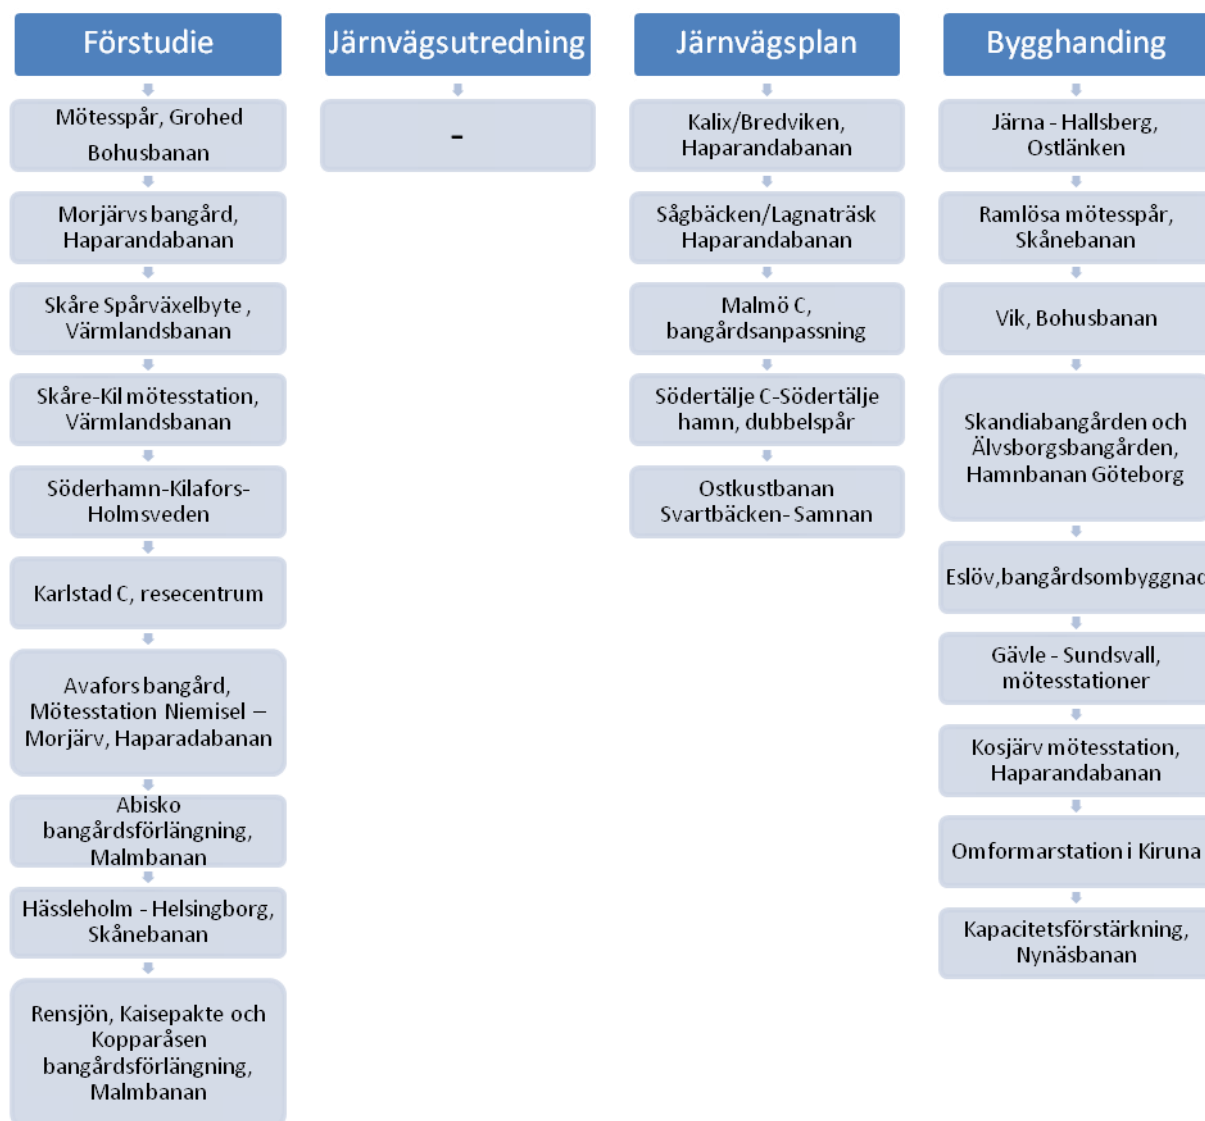 Förstudie
Mötesspår, Grohed
Bohusbanan
Morjärvs bangård,
Haparandabanan
Skåre Spårväxelbyte ,
Värmlandsbanan
Skåre-Kil mötesstation,
Värmlandsbanan
Söderhamn-Kilafors-
Holmsveden
Karlstad C, resecentrum
Avafors bangård,
Mötesstation Niemisel –
Morjärv, Haparadabanan
Abisko
bangårdsförlängning,
Malmbanan
Hässleholm - Helsingborg,
Skånebanan
Rensjön, Kaisepakte och
Kopparåsen
bangårdsförlängning,
Malmbanan
Järnvägsutredning
-
Järnvägsplan
Kalix/Bredviken,
Haparandabanan
Sågbäcken/Lagnaträsk
Haparandabanan
Malmö C,
bangårdsanpassning
Södertälje C-Södertälje
hamn, dubbelspår
Ostkustbanan
Svartbäcken- Samnan
Bygghanding
Järna - Hallsberg,
Ostlänken
Ramlösa mötesspår,
Skånebanan
Vik, Bohusbanan
Skandiabangården och
Älvsborgsbangården,
Hamnbanan Göteborg
Eslöv,bangårdsombyggnad
Gävle - Sundsvall,
mötesstationer
Kosjärv mötesstation,
Haparandabanan
Omformarstation i Kiruna
Kapacitetsförstärkning,
Nynäsbanan